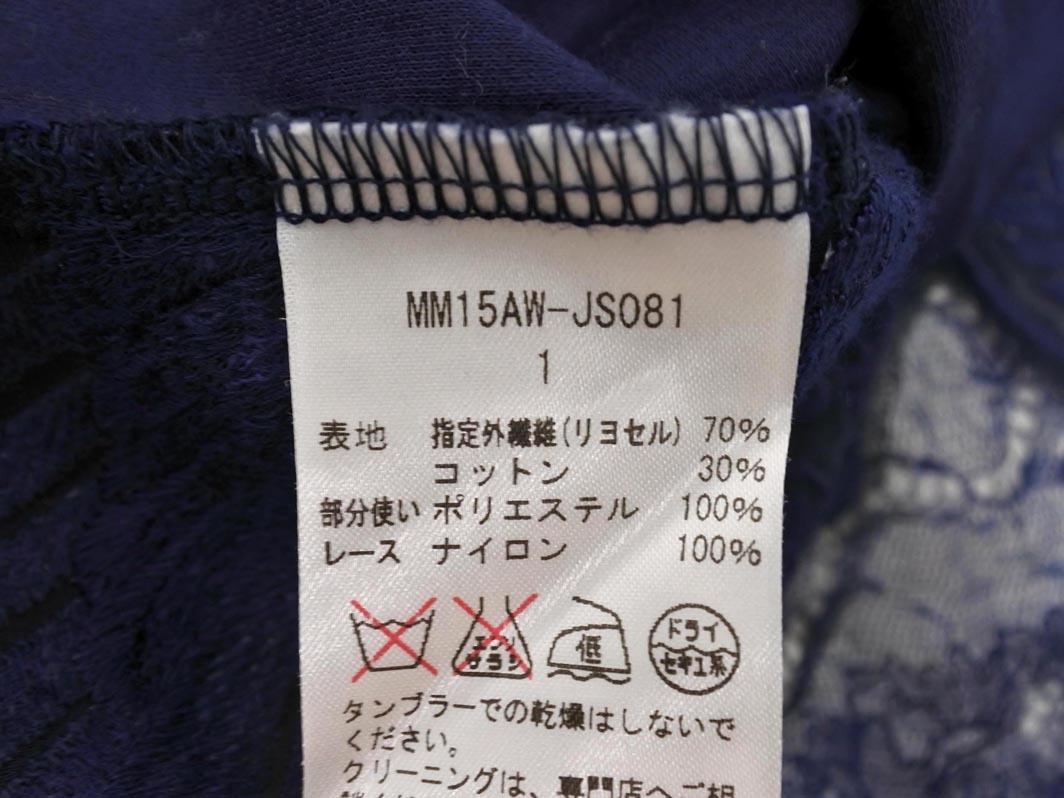 MM15AW-JS081
1
表地 指定外繊維(リヨセル) 70%
コットン 30%
部分使い ポリエステル 100%
レース ナイロン 100%
エンソ サラシ 低 ドライ セキユ系
タンブラーでの乾燥はしないで
ください。
クリーニングは、専門店へご相